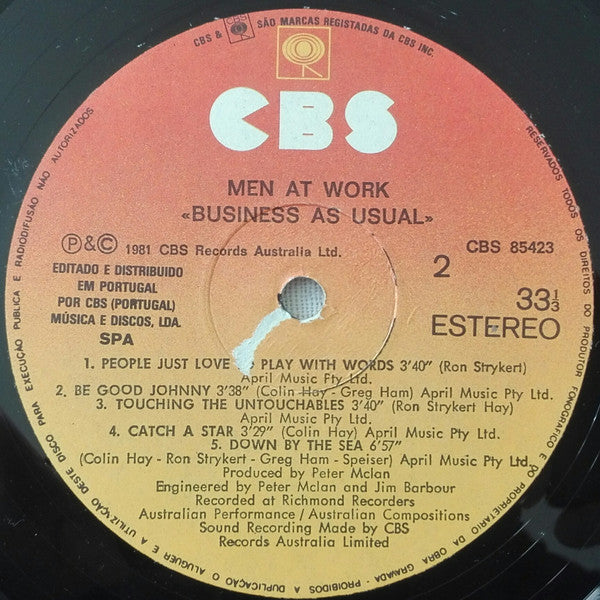 CBS & SÃO MARCAS REGISTADAS DA CBS INC.
RESERVADOS TODOS OS DIREITOS DO PRODUTOR FONOGRAFICO E DO PROPRIETARIO DA OBRA GRAVADA - PROIBIDOS A DUPLICAÇÃO O ALUGUER E A UTILIZAÇÃO DESTE DISCO PARA EXECUÇÃO PUBLICA E RADIODIFUSÃO NÃO AUTORIZADOS
CBS
MEN AT WORK
«BUSINESS AS USUAL»
Ⓟ&© 1981 CBS Records Australia Ltd.
CBS 85423
EDITADO E DISTRIBUIDO
EM PORTUGAL
POR CBS (PORTUGAL)
MÚSICA E DISCOS, LDA.
SPA
2
33 1/3
ESTEREO
1. PEOPLE JUST LOVE PLAY WITH WORDS 3'40" (Ron Strykert)
April Music Pty Ltd.
2. BE GOOD JOHNNY 3'38" (Colin Hay - Greg Ham) April Music Pty Ltd.
3. TOUCHING THE UNTOUCHABLES 3'40" (Ron Strykert Hay)
April Music Pty Ltd.
4. CATCH A STAR 3'29" (Colin Hay) April Music Pty Ltd.
5. DOWN BY THE SEA 6'57"
(Colin Hay - Ron Strykert - Greg Ham - Speiser) April Music Pty Ltd.
Produced by Peter Mclan
Engineered by Peter Mclan and Jim Barbour
Recorded at Richmond Recorders
Australian Performance / Australian Compositions
Sound Recording Made by CBS
Records Australia Limited